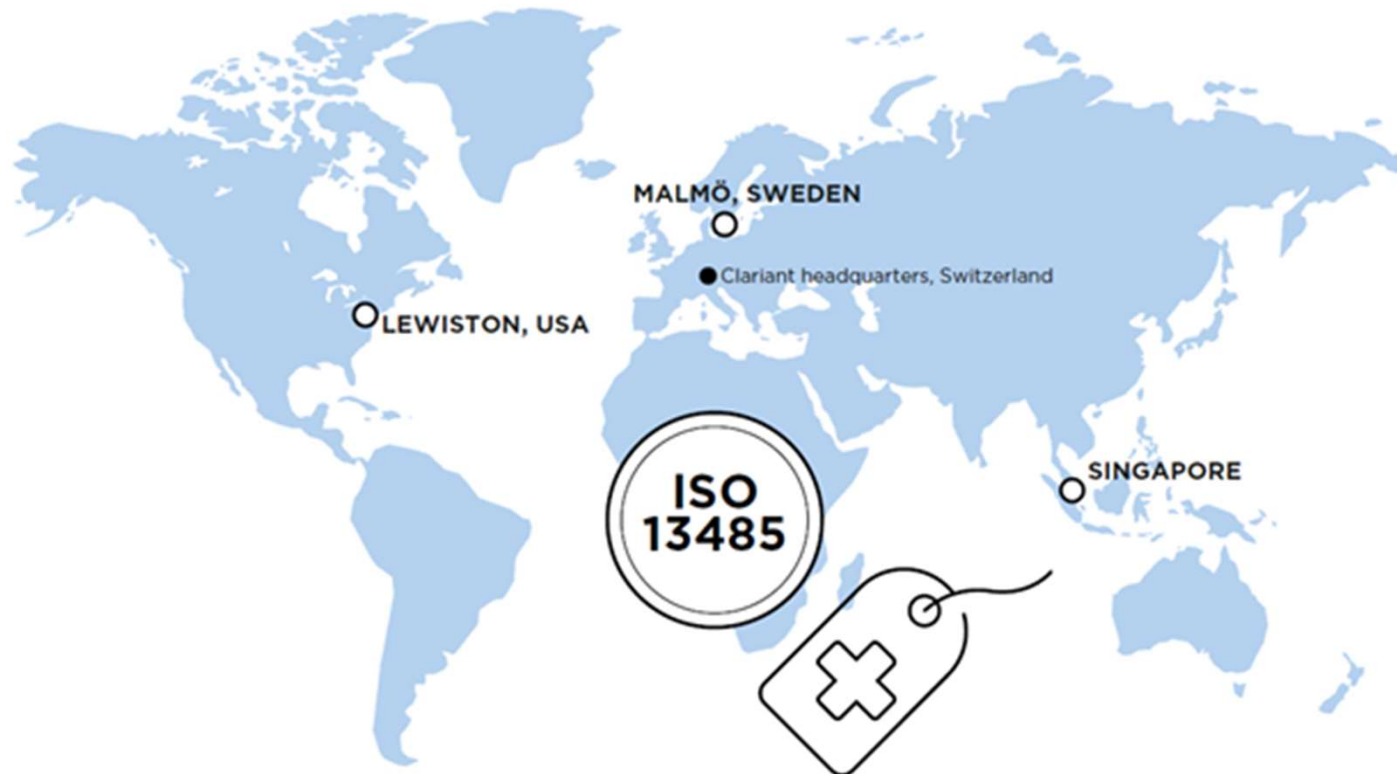 MALMÖ, SWEDEN
Clariant headquarters, Switzerland
LEWISTON, USA
SINGAPORE
ISO
13485